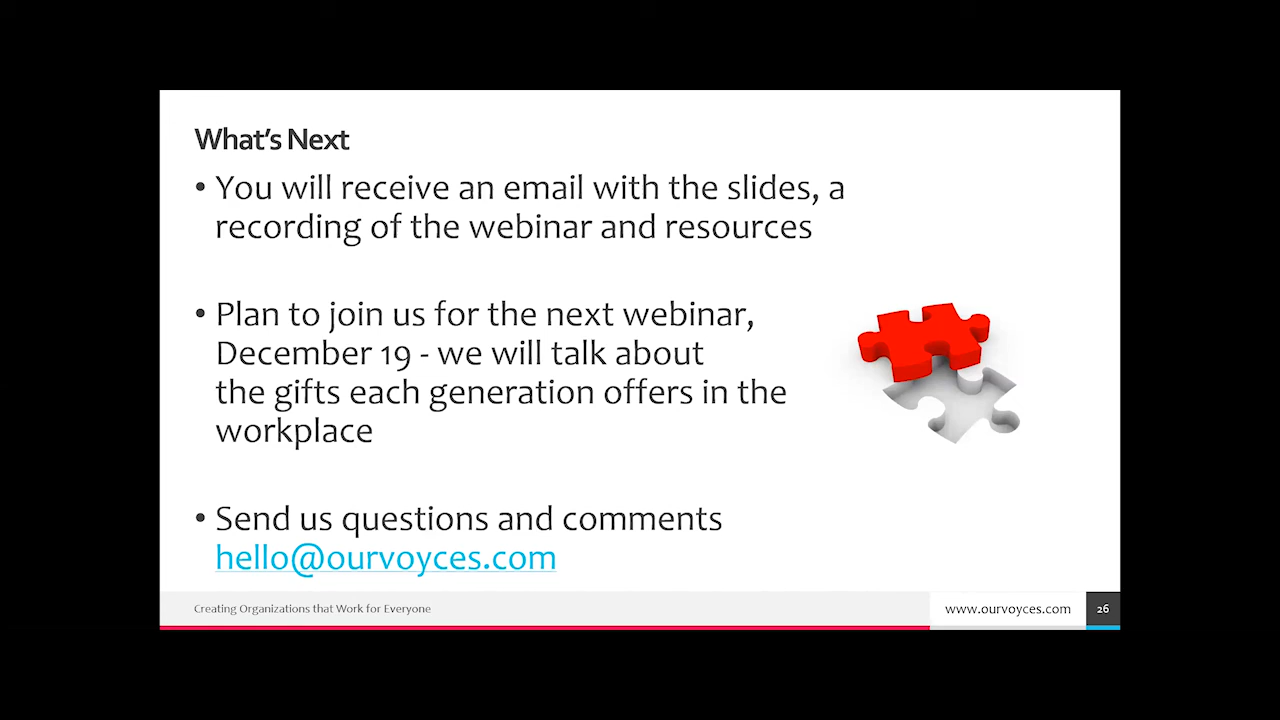 What's Next
• You will receive an email with the slides, a
recording of the webinar and resources
• Plan to join us for the next webinar,
December 19 - we will talk about
the gifts each generation offers in the
workplace
• Send us questions and comments
hello@ourvoyces.com
Creating Organizations that Work for Everyone
www.ourvoyces.com
26